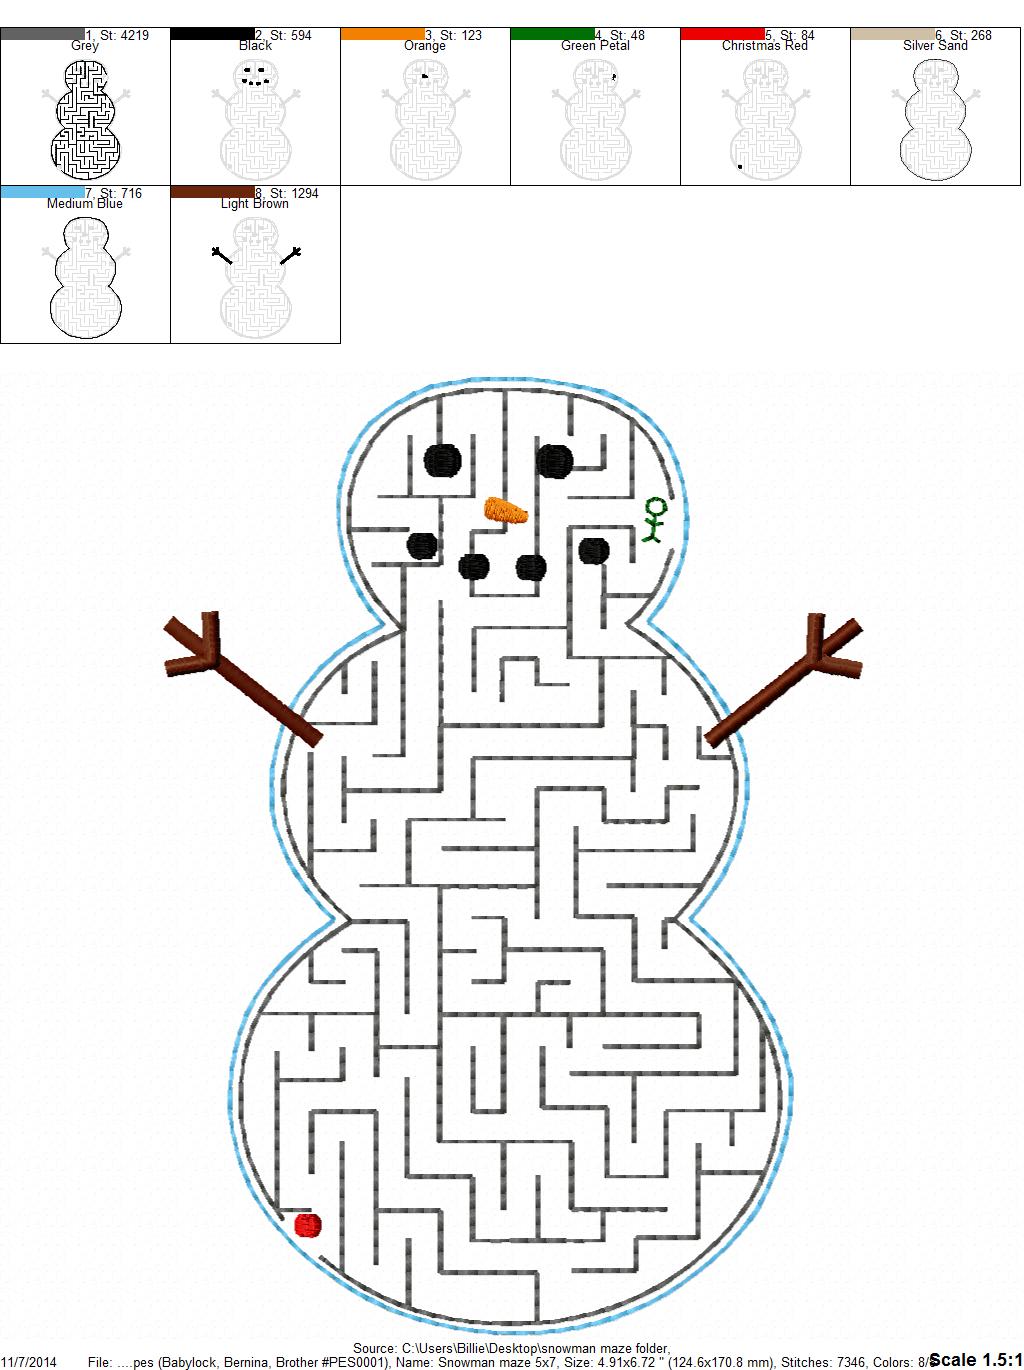 1, St: 4219
Grey
2, St: 594
Black
3, St: 123
Orange
4, St: 48
Green Petal
5, St: 84
Christmas Red
6, St: 268
Silver Sand
7, St: 716
Medium Blue
8, St: 1294
Light Brown
Source: C:\Users\Billie\Desktop\snowman maze folder,
11/7/2014 File: ....pes (Babylock, Bernina, Brother #PES0001), Name: Snowman maze 5x7, Size: 4.91x6.72 " (124.6x170.8 mm), Stitches: 7346, Colors: 8/ Scale 1.5:1